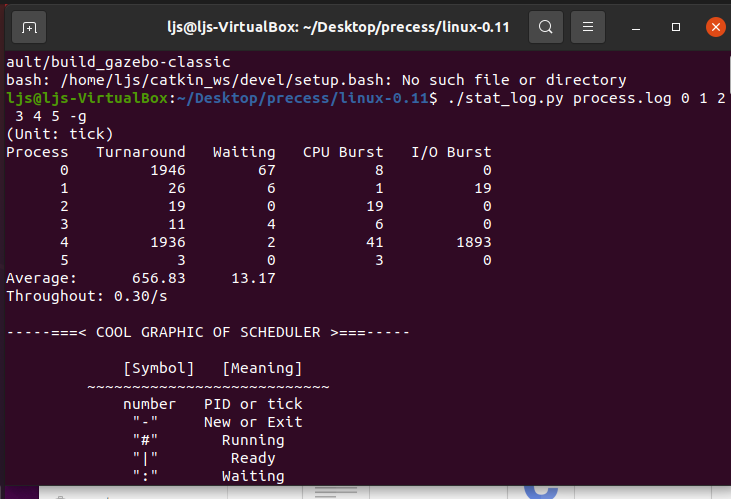 ljs@ljs-VirtualBox: ~/Desktop/precess/linux-0.11
ault/build_gazebo-classic
bash: /home/ljs/catkin_ws/devel/setup.bash: No such file or directory
ljs@ljs-VirtualBox:~/Desktop/precess/linux-0.11$ ./stat_log.py process.log 0 1 2
 3 4 5 -g
(Unit: tick)
Process   Turnaround   Waiting   CPU Burst   I/O Burst
      0         1946        67           8           0
      1           26         6           1          19
      2           19         0          19           0
      3           11         4           6           0
      4         1936         2          41        1893
      5            3         0           3           0
Average:      656.83     13.17
Throughout: 0.30/s
-----===< COOL GRAPHIC OF SCHEDULER >===-----
             [Symbol]   [Meaning]
         ~~~~~~~~~~~~~~~~~~~~~~~~~~~
             number   PID or tick
              "-"     New or Exit
              "#"       Running
              "|"        Ready
              ":"       Waiting